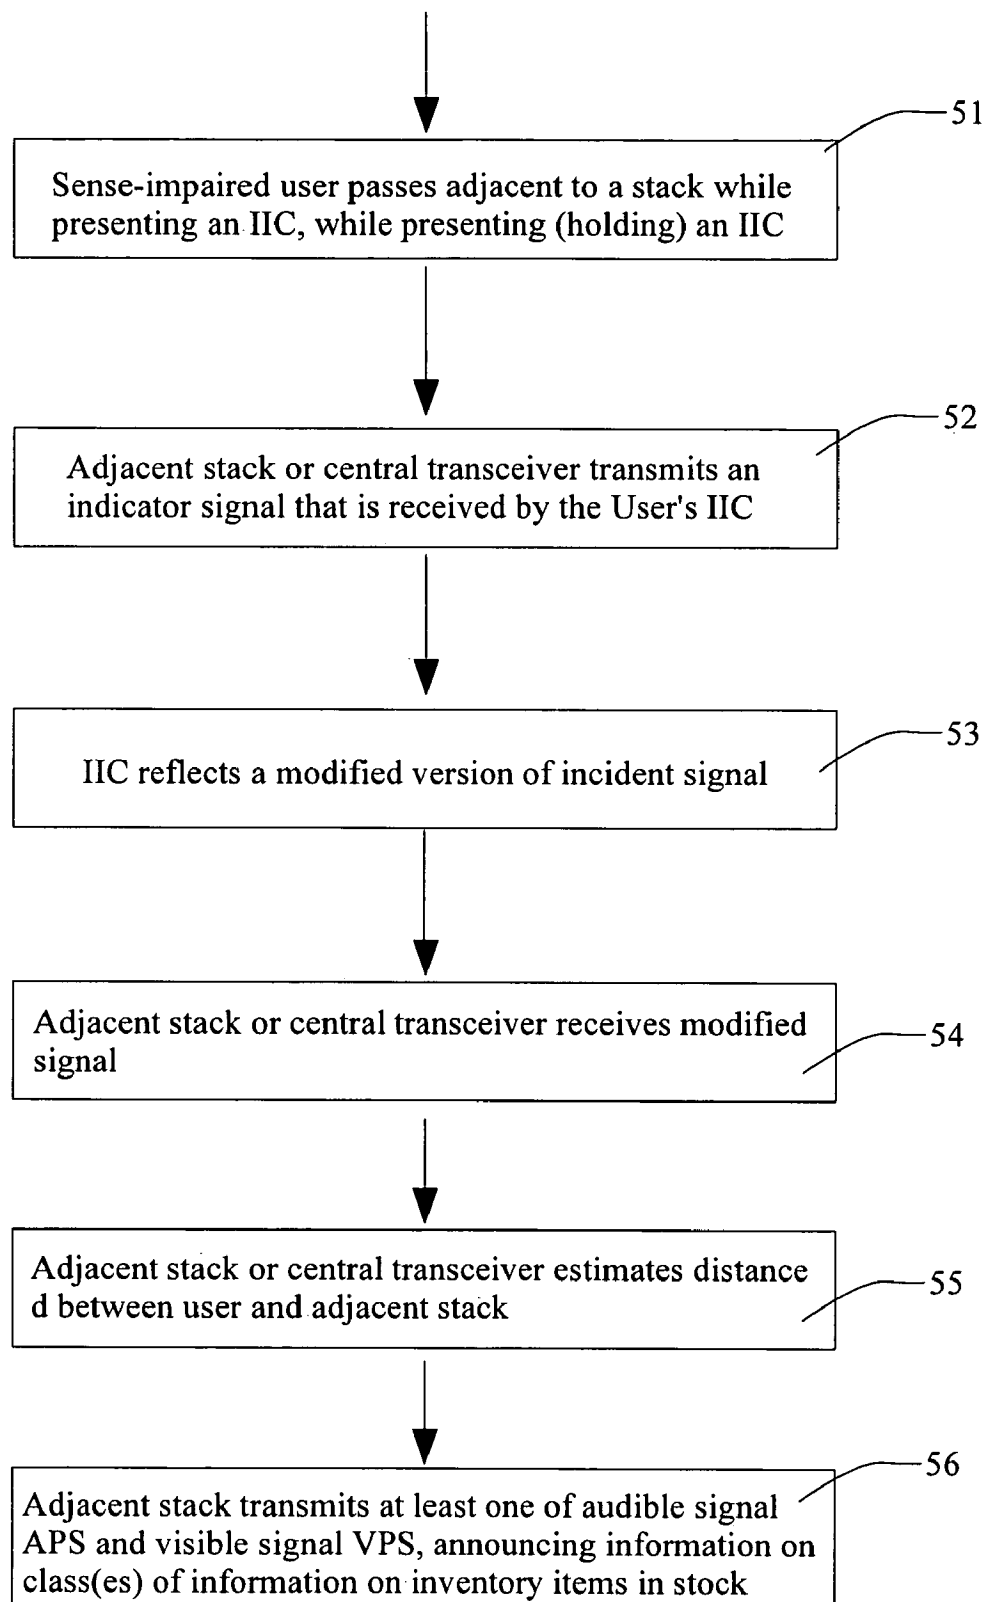 51
Sense-impaired user passes adjacent to a stack while
presenting an IIC, while presenting (holding) an IIC
52
Adjacent stack or central transceiver transmits an
indicator signal that is received by the User's IIC
53
IIC reflects a modified version of incident signal
54
Adjacent stack or central transceiver receives modified
signal
Adjacent stack or central transceiver estimates distance
d between user and adjacent stack
55
56
Adjacent stack transmits at least one of audible signal
APS and visible signal VPS, announcing information on
class(es) of information on inventory items in stock